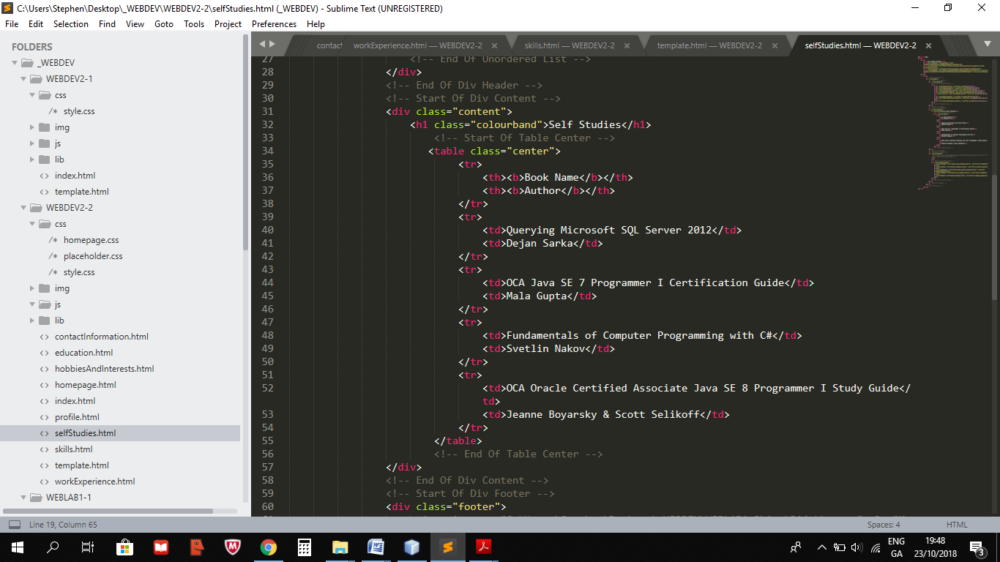 C:\Users\Stephen\Desktop\_WEBDEV\WEBDEV2-2\selfStudies.html (_WEBDEV) - Sublime Text (UNREGISTERED)
File Edit Selection Find View Goto Tools Project Preferences Help
FOLDERS
_WEBDEV
WEBDEV2-1
css
/* style.css
img
js
lib
<> index.html
<> template.html
WEBDEV2-2
css
/* homepage.css
/* placeholder.css
/* style.css
img
js
lib
<> contactInformation.html
<> education.html
<> hobbiesAndInterests.html
<> homepage.html
<> index.html
<> profile.html
<> selfStudies.html
<> skills.html
<> template.html
<> workExperience.html
WEBLAB1-1
contact workExperience.html — WEBDEV2-2 × skills.html — WEBDEV2-2 × template.html — WEBDEV2-2 × selfStudies.html — WEBDEV2-2 ×
27 <!-- End Of Unordered List -->
28 </div>
29 <!-- End Of Div Header -->
30 <!-- Start Of Div Content -->
31 <div class="content">
32 <h1 class="colourband">Self Studies</h1>
33 <!-- Start Of Table Center -->
34 <table class="center">
35 <tr>
36 <th><b>Book Name</b></th>
37 <th><b>Author</b></th>
38 </tr>
39 <tr>
40 <td>Querying Microsoft SQL Server 2012</td>
41 <td>Dejan Sarka</td>
42 </tr>
43 <tr>
44 <td>OCA Java SE 7 Programmer I Certification Guide</td>
45 <td>Mala Gupta</td>
46 </tr>
47 <tr>
48 <td>Fundamentals of Computer Programming with C#</td>
49 <td>Svetlin Nakov</td>
50 </tr>
51 <tr>
52 <td>OCA Oracle Certified Associate Java SE 8 Programmer I Study Guide</
td>
53 <td>Jeanne Boyarsky & Scott Selikoff</td>
54 </tr>
55 </table>
56 <!-- End Of Table Center -->
57 </div>
58 <!-- End Of Div Content -->
59 <!-- Start Of Div Footer -->
60 <div class="footer">
Line 19, Column 65 Spaces: 4 HTML
ENG 19:48
GA 23/10/2018 3